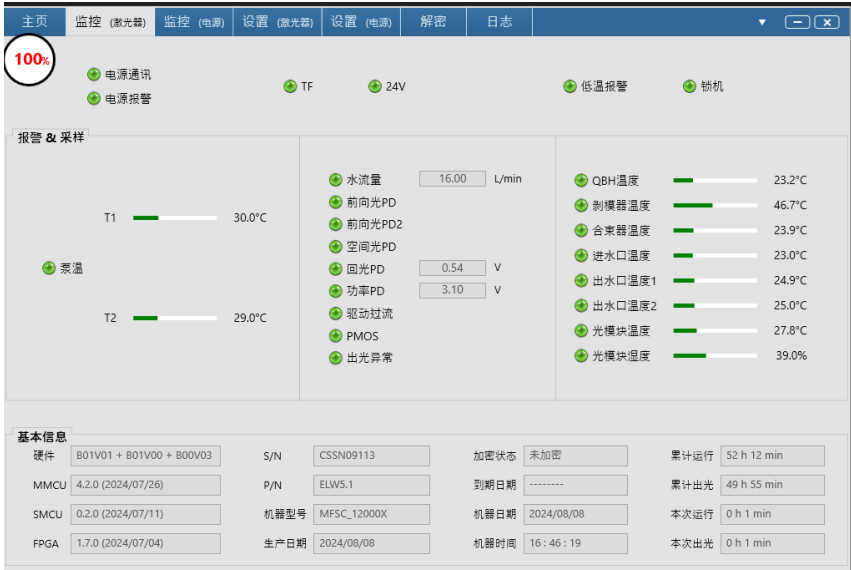 主页 监控 (激光器) 监控 (电源) 设置 (激光器) 设置 (电源) 解密 日志
100%
电源通讯
电源报警
TF 24V 低温报警 锁机
报警 & 采样
T1 30.0°C
泵温
T2 29.0°C
水流量 16.00 L/min
前向光PD
前向光PD2
空间光PD
回光PD 0.54 V
功率PD 3.10 V
驱动过流
PMOS
出光异常
QBH温度 23.2°C
剥模器温度 46.7°C
合束器温度 23.9°C
进水口温度 23.0°C
出水口温度1 24.9°C
出水口温度2 25.0°C
光模块温度 27.8°C
光模块湿度 39.0%
基本信息
硬件 B01V01 + B01V00 + B00V03 S/N CSSN09113 加密状态 未加密 累计运行 52 h 12 min
MMCU 4.2.0 (2024/07/26) P/N ELW5.1 到期日期 -------- 累计出光 49 h 55 min
SMCU 0.2.0 (2024/07/11) 机器型号 MFSC_12000X 机器日期 2024/08/08 本次运行 0 h 1 min
FPGA 1.7.0 (2024/07/04) 生产日期 2024/08/08 机器时间 16 : 46 : 19 本次出光 0 h 1 min